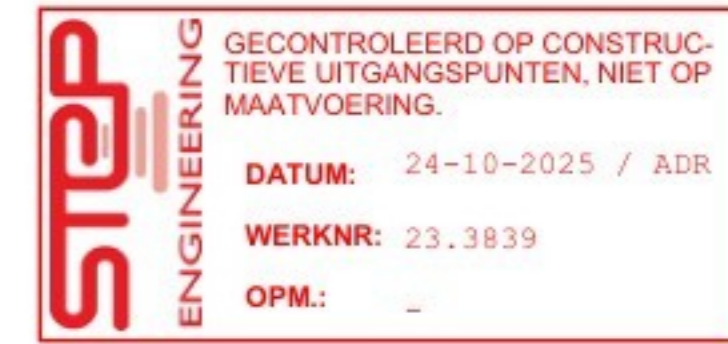 STEP
ENGINEERING
GECONTROLEERD OP CONSTRUC-
TIEVE UITGANGSPUNTEN, NIET OP
MAATVOERING.
DATUM: 24-10-2025 / ADR
WERKNR: 23.3839
OPM.: _